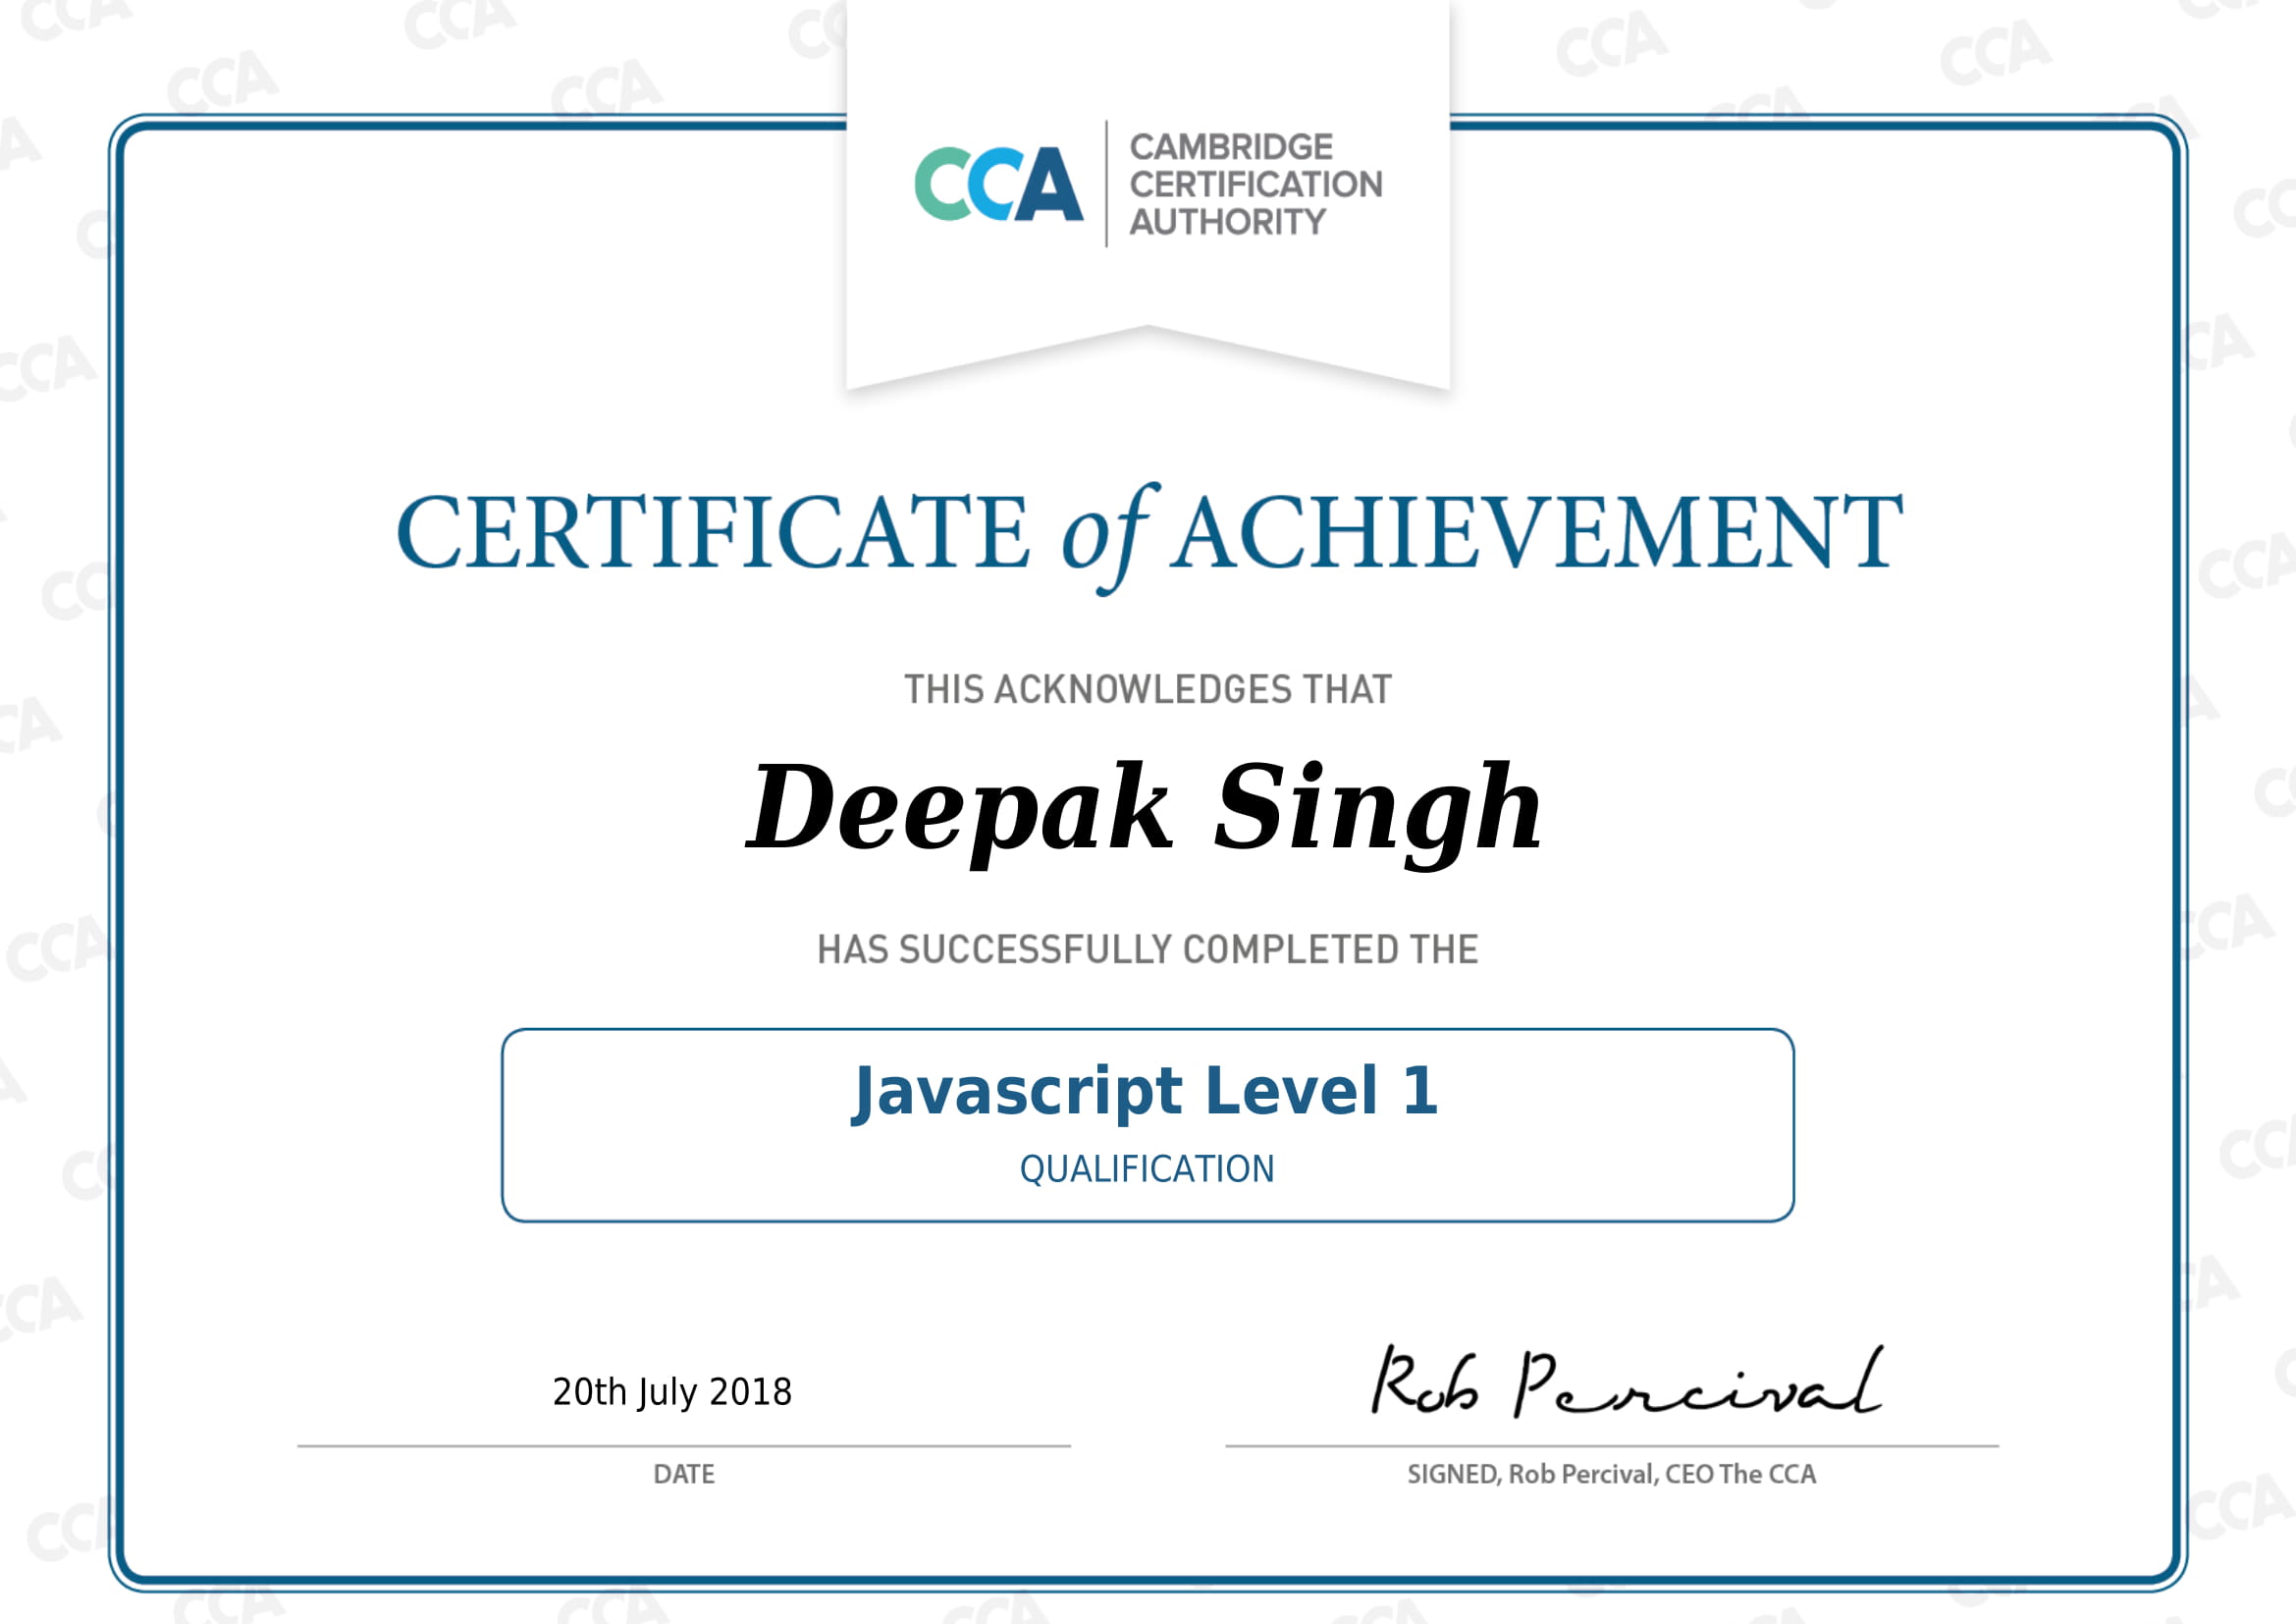 CCA
CAMBRIDGE
CERTIFICATION
AUTHORITY
CERTIFICATE of ACHIEVEMENT
THIS ACKNOWLEDGES THAT
Deepak Singh
HAS SUCCESSFULLY COMPLETED THE
Javascript Level 1
QUALIFICATION
20th July 2018
Rob Percival
DATE
SIGNED, Rob Percival, CEO The CCA